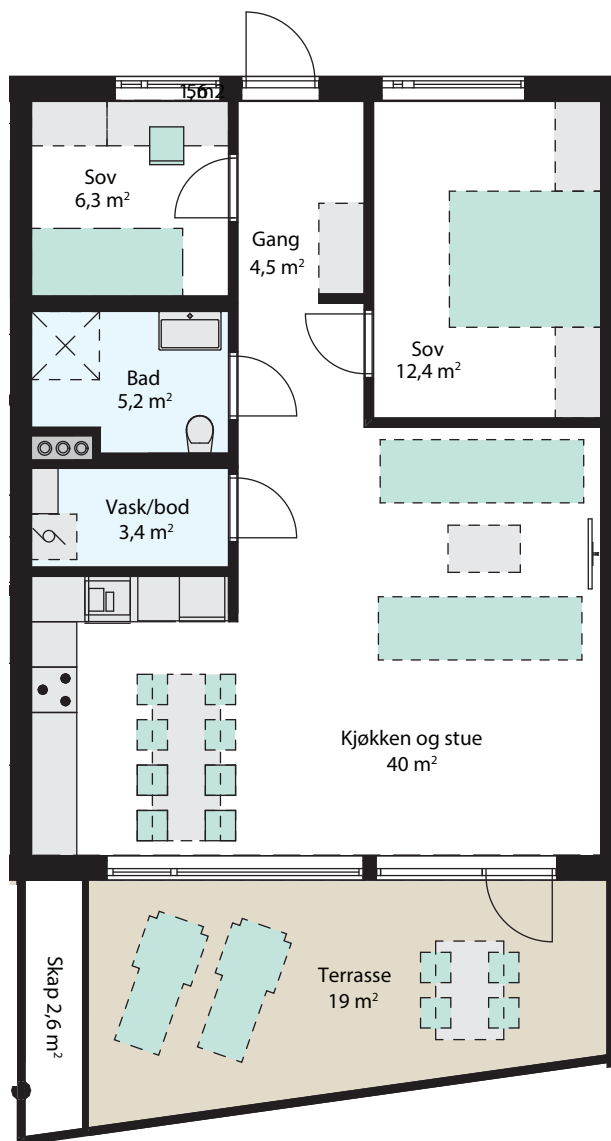 Sov
6,3 m²
Gang
4,5 m²
Sov
12,4 m²
Bad
5,2 m²
Vask/bod
3,4 m²
Kjøkken og stue
40 m²
Terrasse
19 m²
Skap 2,6 m²